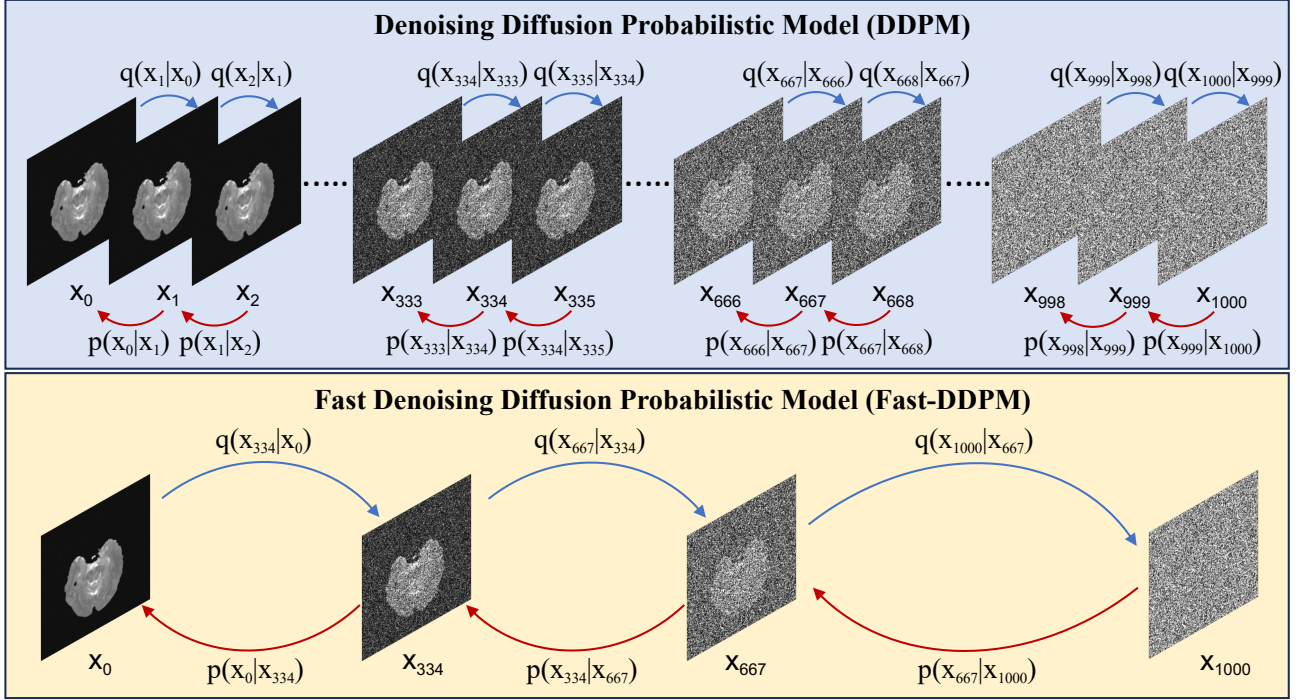 Denoising Diffusion Probabilistic Model (DDPM)
q(x₁|x₀) q(x₂|x₁) q(x₃₃₄|x₃₃₃) q(x₃₃₅|x₃₃₄) q(x₆₆₇|x₆₆₆) q(x₆₆₈|x₆₆₇) q(x₉₉₉|x₉₉₈) q(x₁₀₀₀|x₉₉₉)
..... ..... .....
x₀ x₁ x₂ x₃₃₃ x₃₃₄ x₃₃₅ x₆₆₆ x₆₆₇ x₆₆₈ x₉₉₈ x₉₉₉ x₁₀₀₀
p(x₀|x₁) p(x₁|x₂) p(x₃₃₃|x₃₃₄) p(x₃₃₄|x₃₃₅) p(x₆₆₆|x₆₆₇) p(x₆₆₇|x₆₆₈) p(x₉₉₈|x₉₉₉) p(x₉₉₉|x₁₀₀₀)
Fast Denoising Diffusion Probabilistic Model (Fast-DDPM)
q(x₃₃₄|x₀) q(x₆₆₇|x₃₃₄) q(x₁₀₀₀|x₆₆₇)
x₀ p(x₀|x₃₃₄) x₃₃₄ p(x₃₃₄|x₆₆₇) x₆₆₇ p(x₆₆₇|x₁₀₀₀) x₁₀₀₀